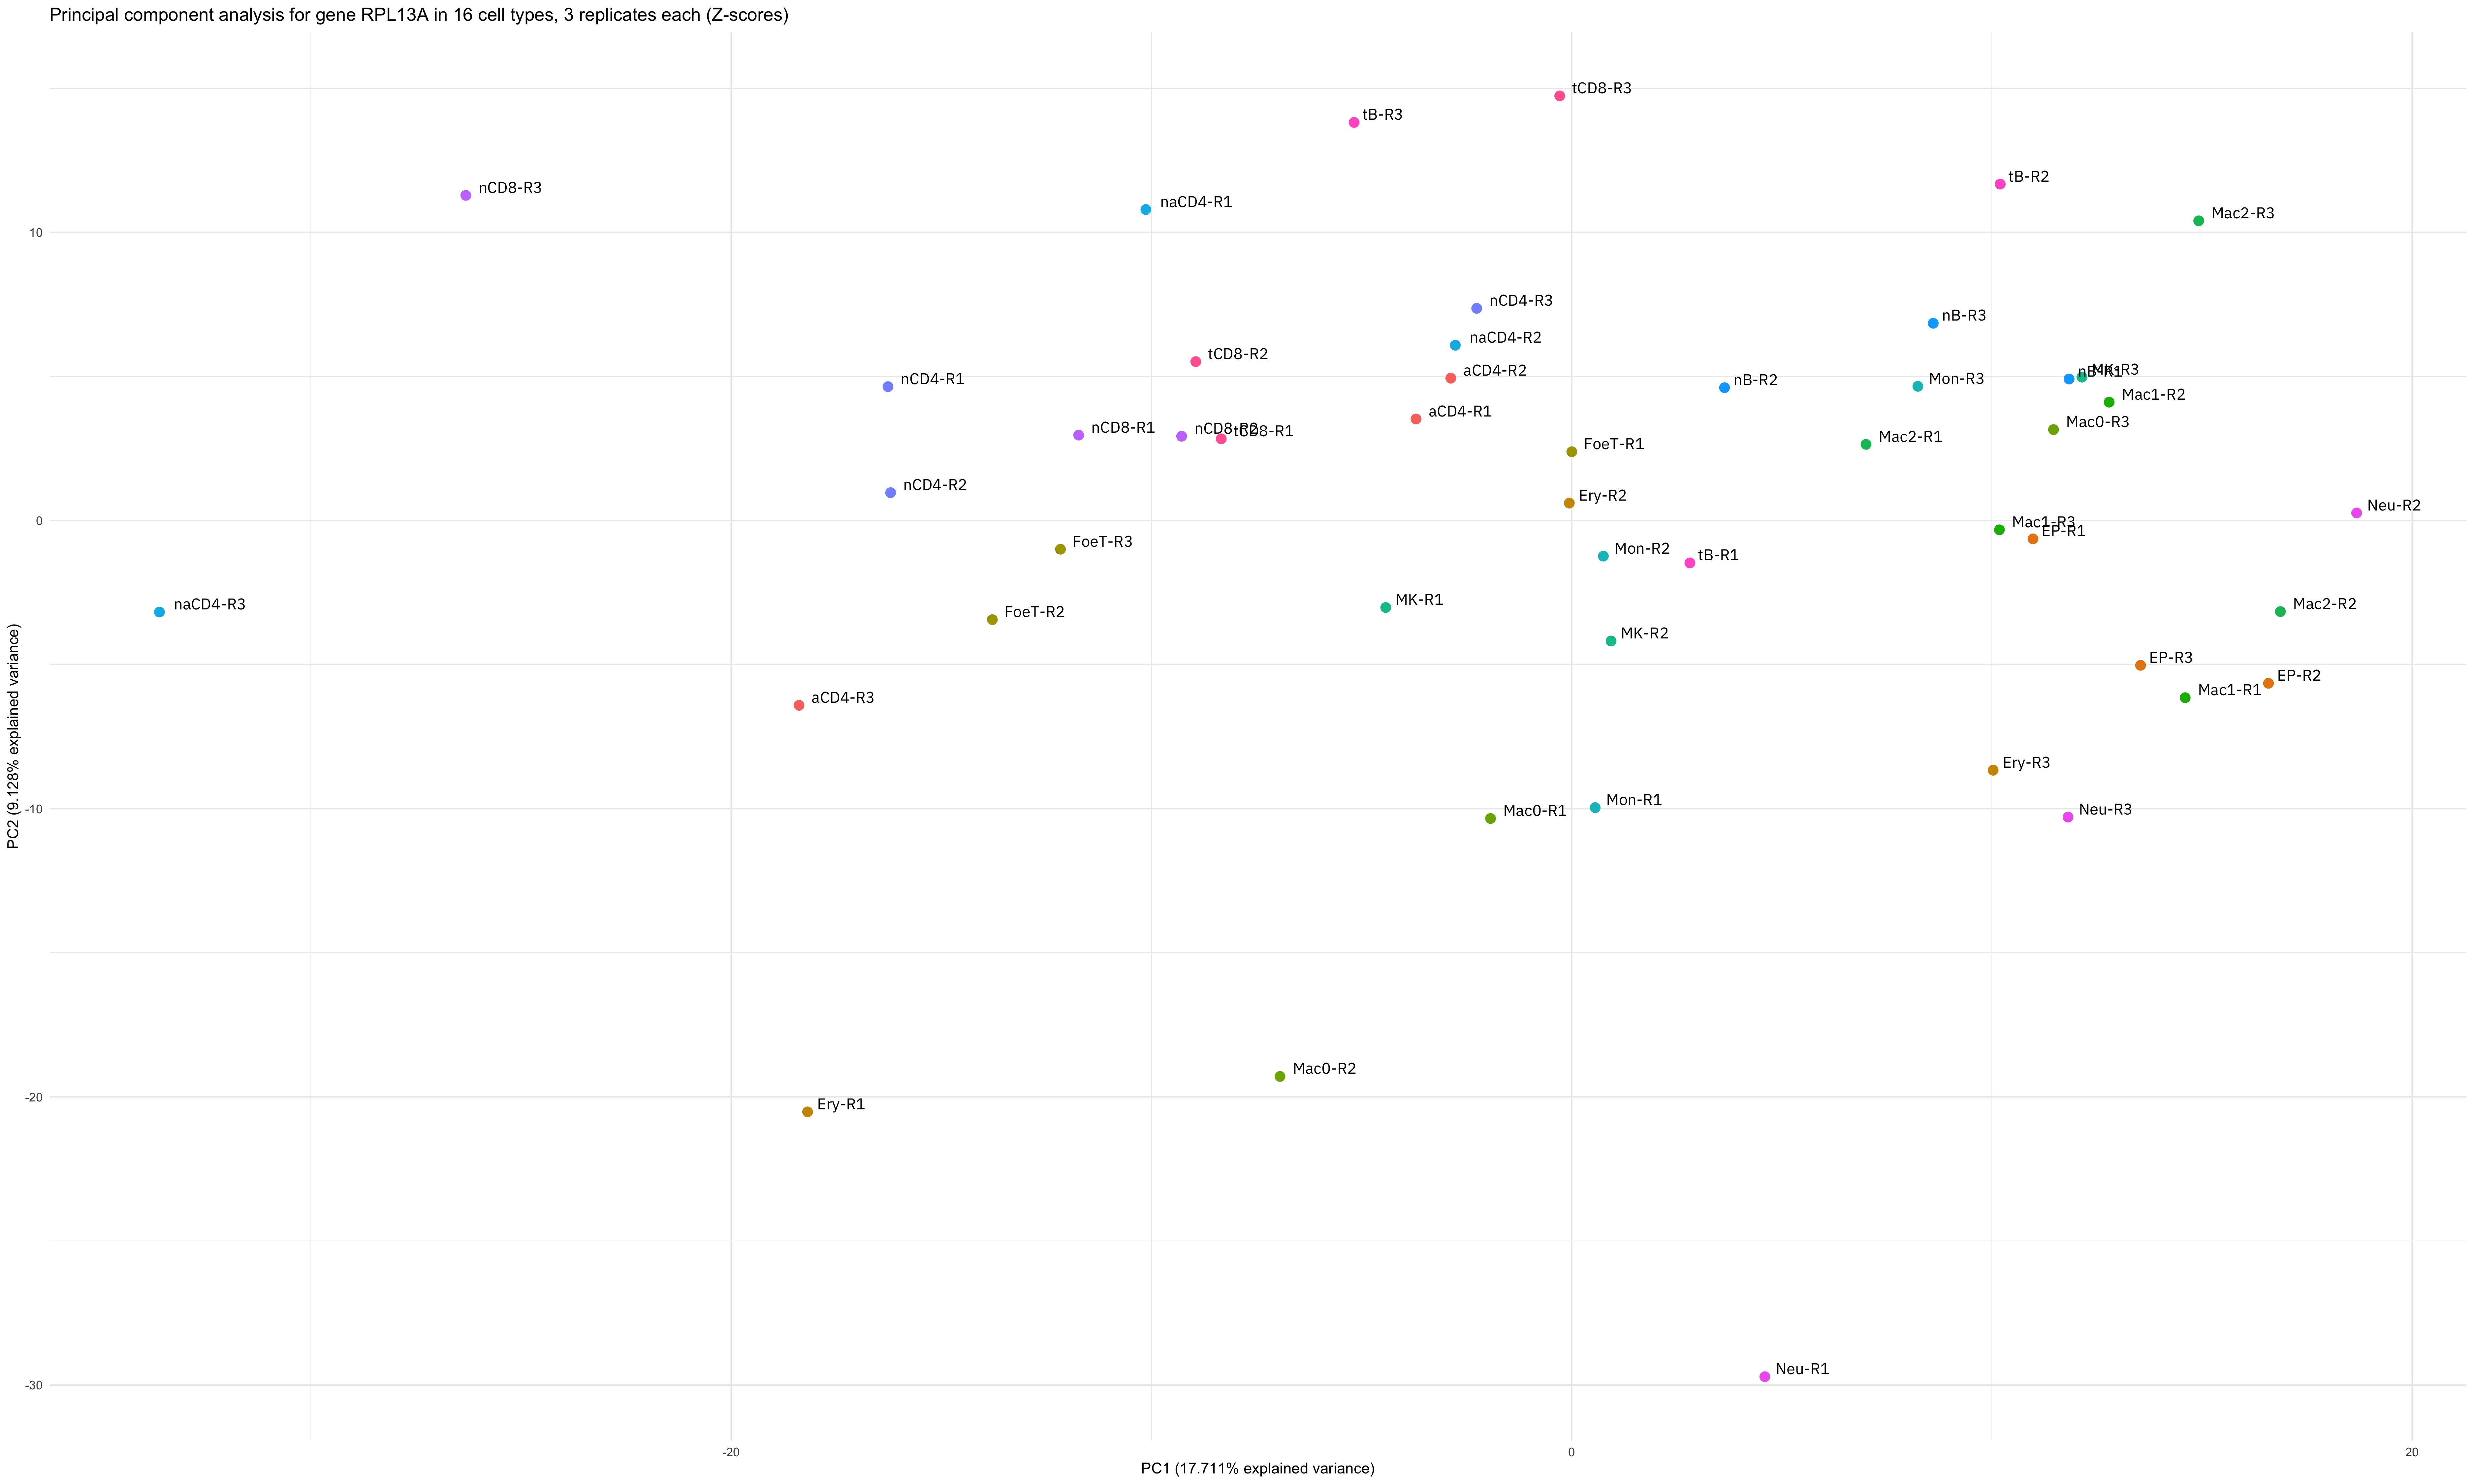 Principal component analysis for gene RPL13A in 16 cell types, 3 replicates each (Z-scores)
tCD8-R3
tB-R3
tB-R2
nCD8-R3
naCD4-R1
Mac2-R3
10
nCD4-R3
nB-R3
naCD4-R2
tCD8-R2
aCD4-R2
MK-R3
nB-R1
nCD4-R1
Mon-R3
nB-R2
Mac1-R2
aCD4-R1
Mac0-R3
nCD8-R1
nCD8-R2
tCD8-R1
Mac2-R1
FoeT-R1
nCD4-R2
Ery-R2
Neu-R2
0
Mac1-R3
EP-R1
FoeT-R3
Mon-R2
tB-R1
MK-R1
naCD4-R3
Mac2-R2
FoeT-R2
MK-R2
EP-R3
EP-R2
Mac1-R1
aCD4-R3
Ery-R3
Mon-R1
-10
Mac0-R1
Neu-R3
PC2 (9.128% explained variance)
Mac0-R2
-20
Ery-R1
Neu-R1
-30
-20
0
20
PC1 (17.711% explained variance)